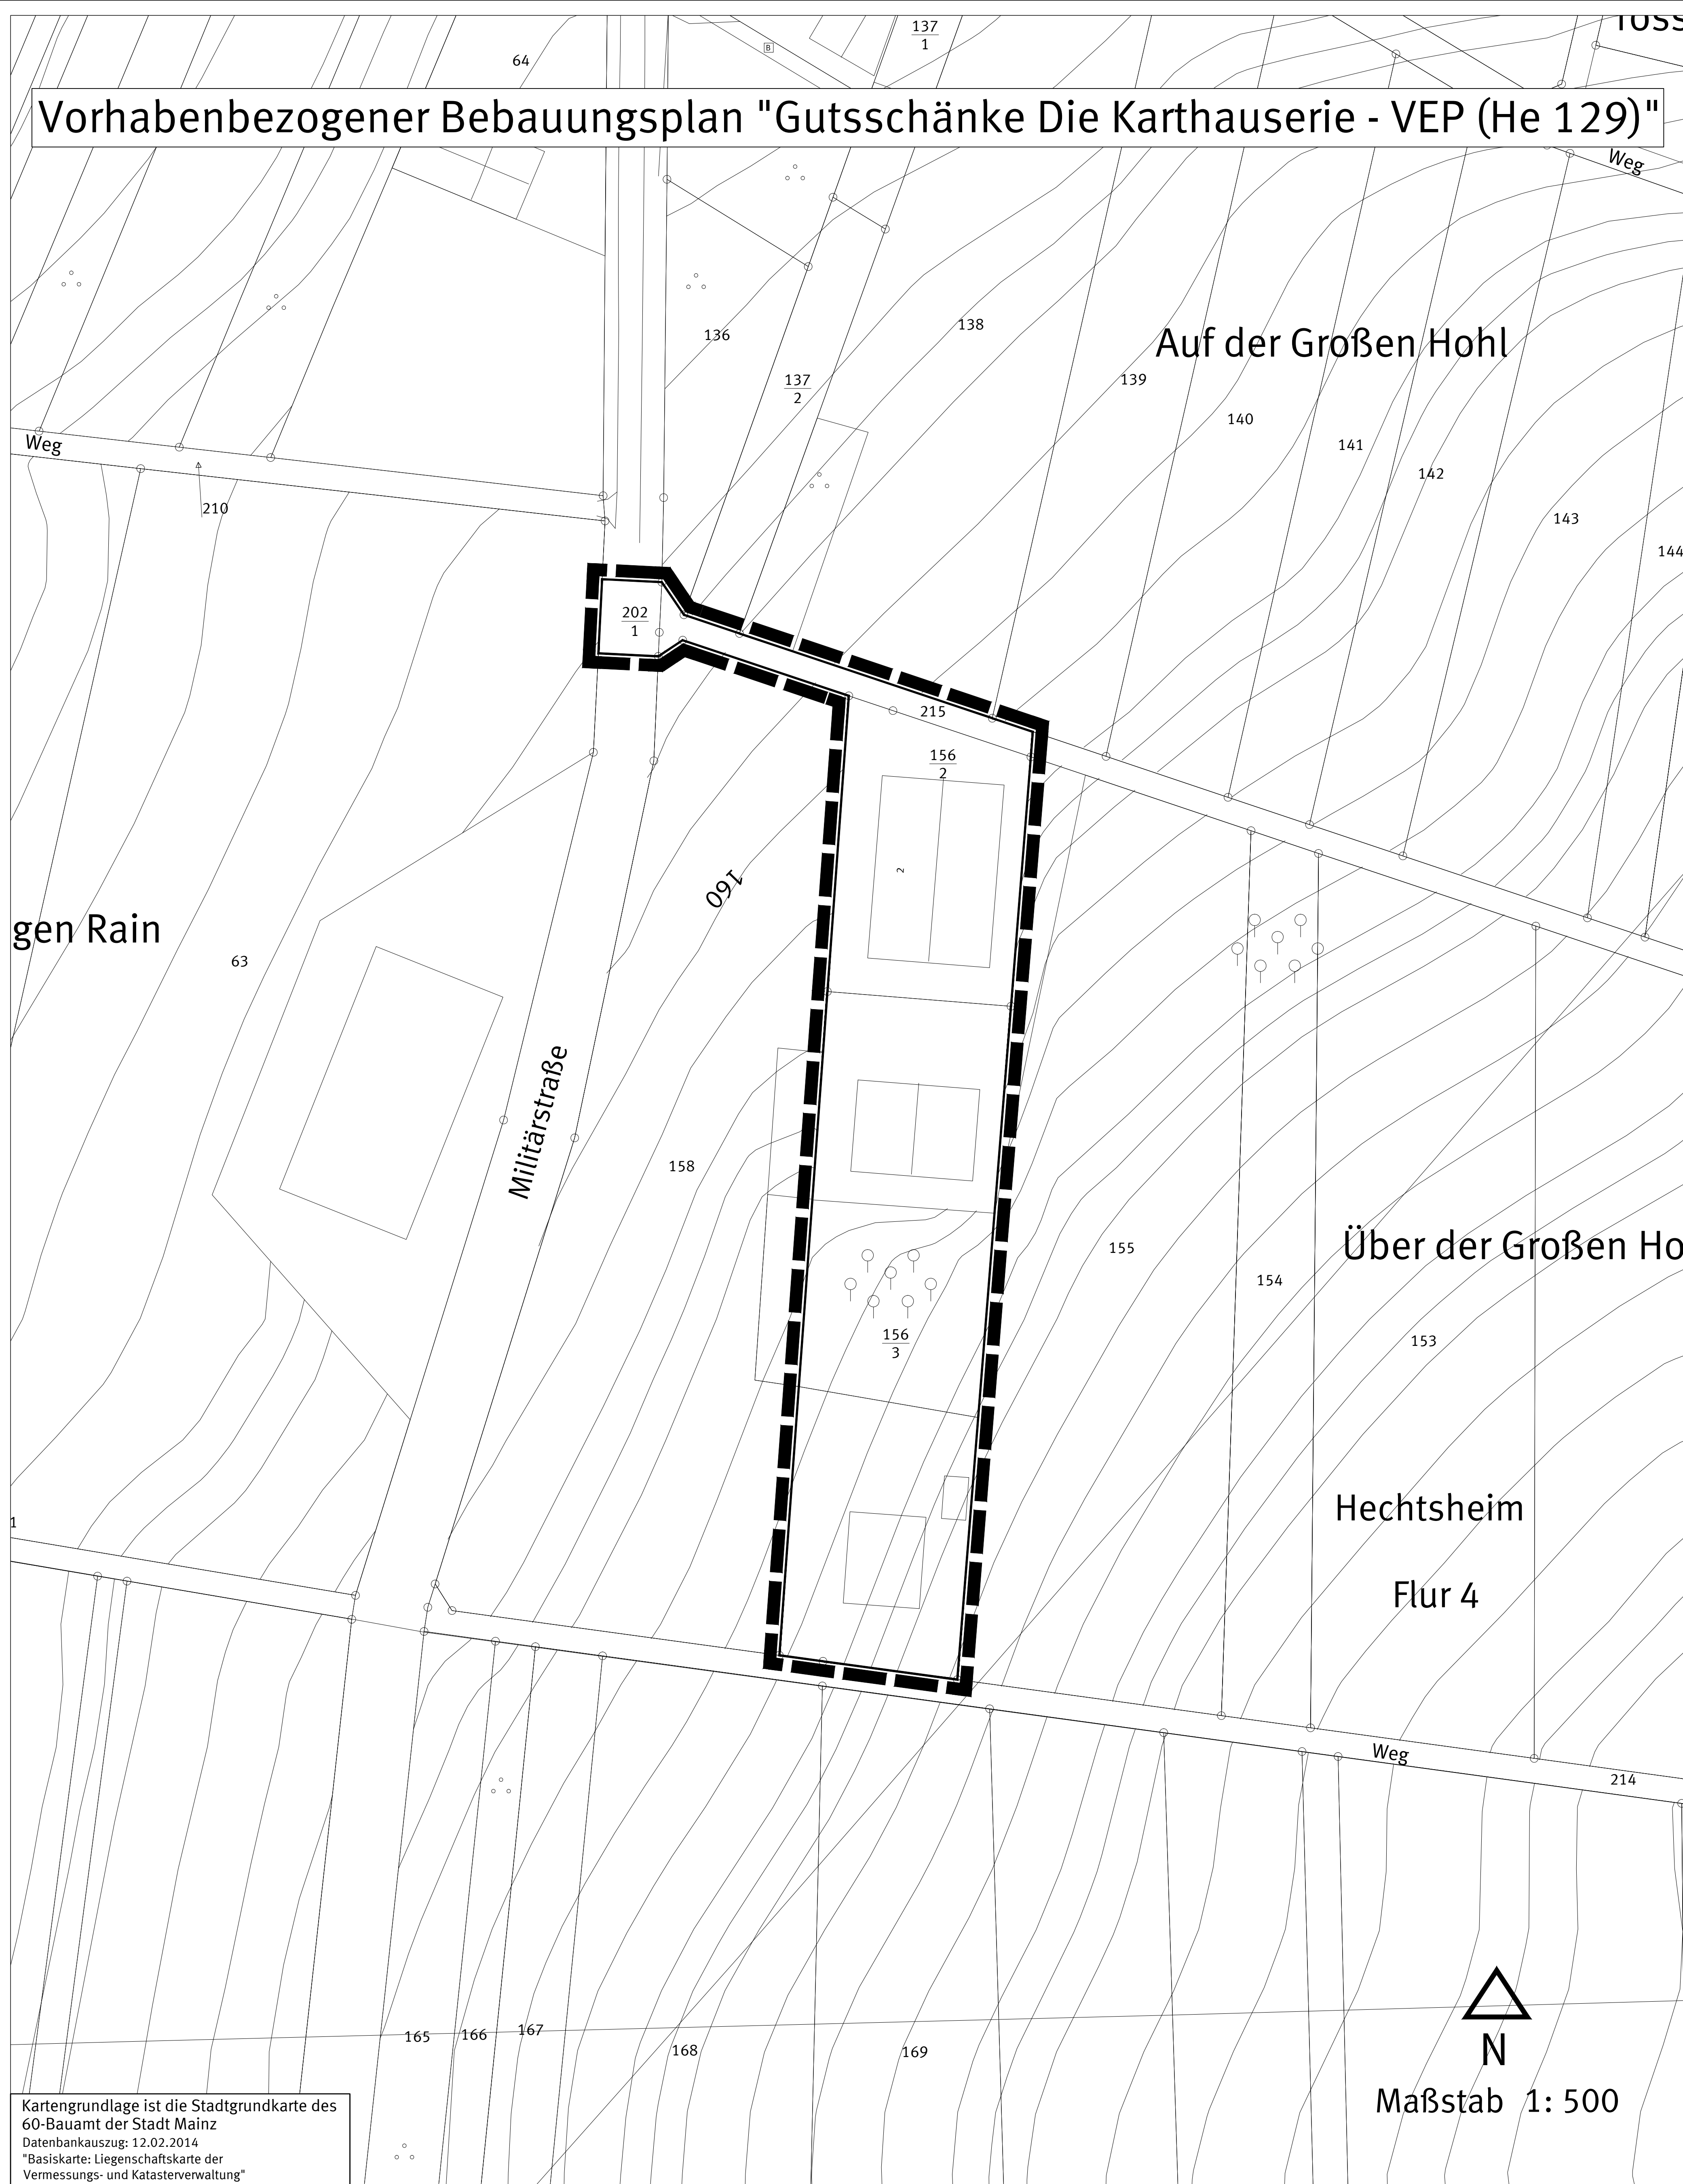 137
1
B
64
Vorhabenbezogener Bebauungsplan "Gutsschänke Die Karthauserie - VEP (He 129)"
Weg
136
138
Auf der Großen Hohl
137
2
139
140
141
142
143
144
Weg
210
202
1
215
156
2
2
160
gen Rain
63
Militärstraße
158
155
154
Über der Großen Ho
153
156
3
Hechtsheim
Flur 4
1
Weg
214
165
166
167
168
169
N
Maßstab 1: 500
Kartengrundlage ist die Stadtgrundkarte des
60-Bauamt der Stadt Mainz
Datenbankauszug: 12.02.2014
"Basiskarte: Liegenschaftskarte der
Vermessungs- und Katasterverwaltung"